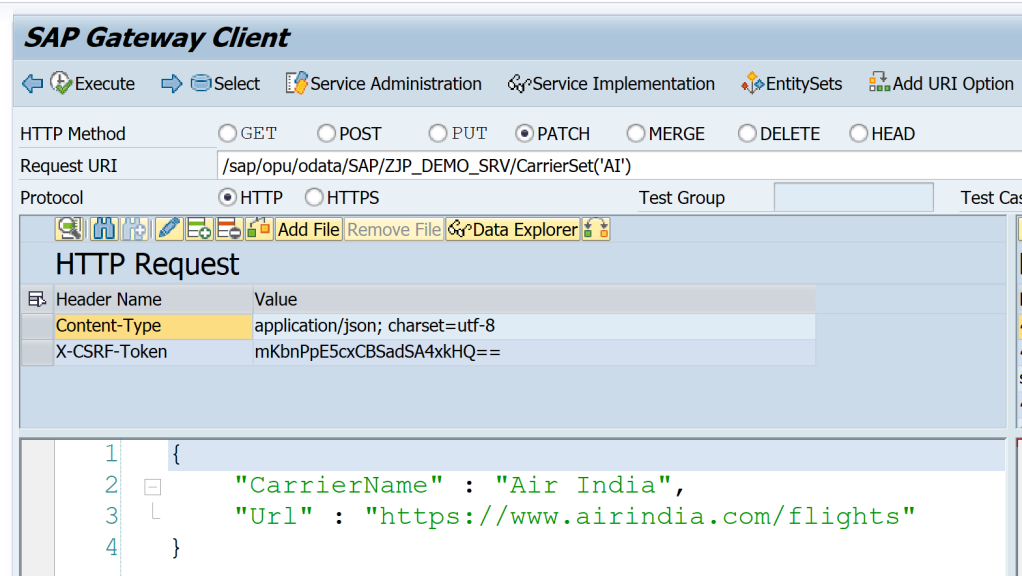 SAP Gateway Client
Execute Select Service Administration Service Implementation EntitySets Add URI Option
HTTP Method GET POST PUT PATCH MERGE DELETE HEAD
Request URI /sap/opu/odata/SAP/ZJP_DEMO_SRV/CarrierSet('AI')
Protocol HTTP HTTPS Test Group Test Cas
Add File Remove File Data Explorer
HTTP Request
Header Name Value
Content-Type application/json; charset=utf-8
X-CSRF-Token mKbnPpE5cxCBSadSA4xkHQ==
1 {
2 "CarrierName" : "Air India",
3 "Url" : "https://www.airindia.com/flights"
4 }